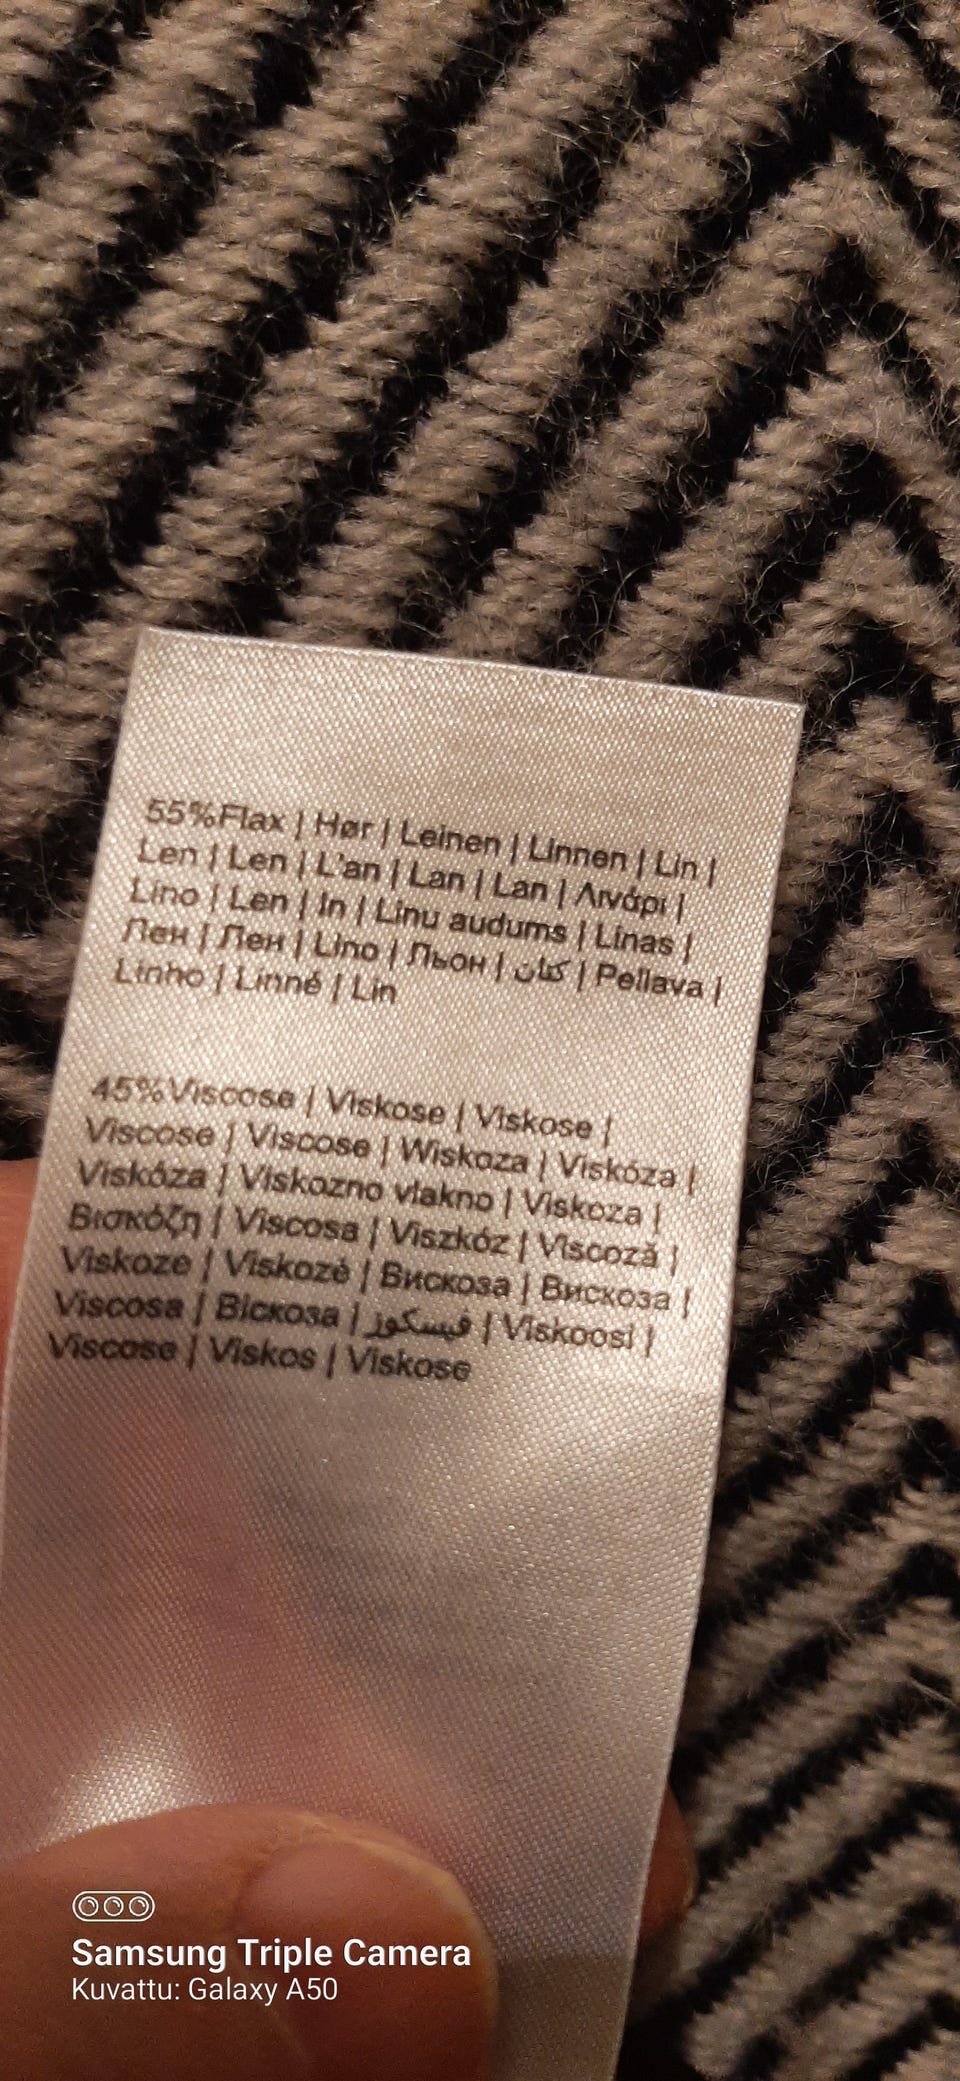 55%Flax | Hør | Leinen | Linnen | Lin |
Len | Len | L'an | Lan | Lan | Λινάρι |
Lino | Len | In | Linu audums | Linas |
Лен | Лен | Lino | Льон | كتان | Pellava |
Linho | Linné | Lin
45%Viscose | Viskose | Viskose |
Viscose | Viscose | Wiskoza | Viskóza |
Viskóza | Viskozno vlakno | Viskoza |
Βισκόζη | Viscosa | Viszkóz | Viscoză |
Viskoze | Viskozė | Вискоза | Вискоза |
Viscosa | Віскоза | فيسكوز | Viskoosi |
Viscose | Viskos | Viskose
Samsung Triple Camera
Kuvattu: Galaxy A50